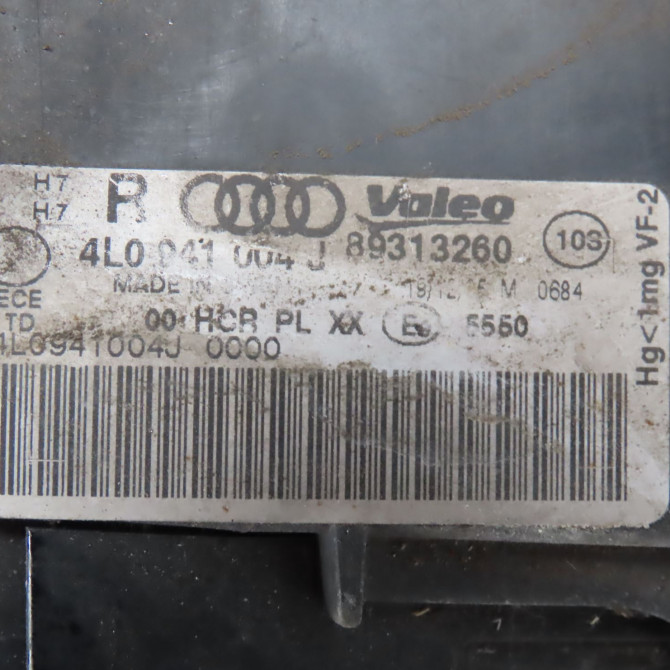 H7
H7
R
Valeo
4L0 941 004 J 89313260
10S
MADE IN
M 0684
ECE
LTD
00 HCR PL XX 5550
4L0941004J 0000
Hg<1mg VF-2